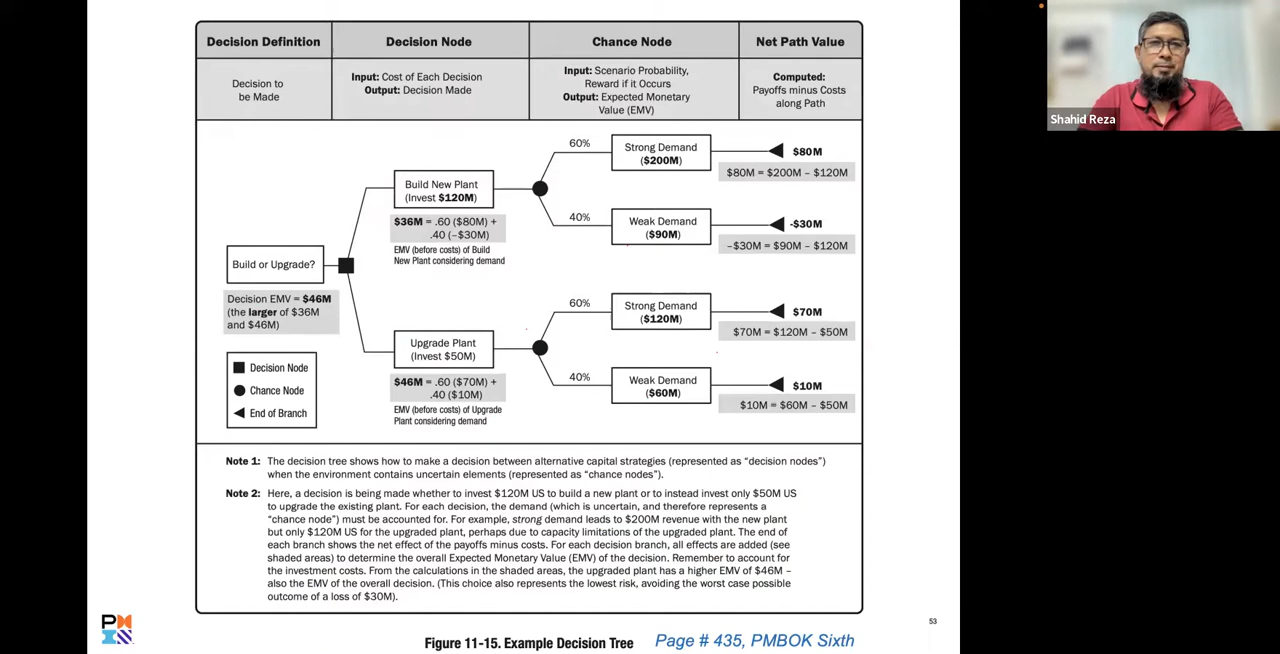 Decision Definition
Decision Node
Chance Node
Net Path Value
Decision to
be Made
Input: Cost of Each Decision
Output: Decision Made
Input: Scenario Probability,
Reward if it Occurs
Output: Expected Monetary
Value (EMV)
Computed:
Payoffs minus Costs
along Path
Build or Upgrade?
Decision EMV = $46M
(the larger of $36M
and $46M)
Decision Node
Chance Node
End of Branch
Build New Plant
(Invest $120M)
$36M = .60 ($80M) +
.40 (–$30M)
EMV (before costs) of Build
New Plant considering demand
60%
Strong Demand
($200M)
$80M
$80M = $200M – $120M
40%
Weak Demand
($90M)
-$30M
–$30M = $90M – $120M
Upgrade Plant
(Invest $50M)
$46M = .60 ($70M) +
.40 ($10M)
EMV (before costs) of Upgrade
Plant considering demand
60%
Strong Demand
($120M)
$70M
$70M = $120M – $50M
40%
Weak Demand
($60M)
$10M
$10M = $60M – $50M
Note 1: The decision tree shows how to make a decision between alternative capital strategies (represented as “decision nodes”)
when the environment contains uncertain elements (represented as “chance nodes”).
Note 2: Here, a decision is being made whether to invest $120M US to build a new plant or to instead invest only $50M US
to upgrade the existing plant. For each decision, the demand (which is uncertain, and therefore represents a
“chance node”) must be accounted for. For example, strong demand leads to $200M revenue with the new plant
but only $120M US for the upgraded plant, perhaps due to capacity limitations of the upgraded plant. The end of
each branch shows the net effect of the payoffs minus costs. For each decision branch, all effects are added (see
shaded areas) to determine the overall Expected Monetary Value (EMV) of the decision. Remember to account for
the investment costs. From the calculations in the shaded areas, the upgraded plant has a higher EMV of $46M –
also the EMV of the overall decision. (This choice also represents the lowest risk, avoiding the worst case possible
outcome of a loss of $30M).
Figure 11-15. Example Decision Tree
Page # 435, PMBOK Sixth
53
Shahid Reza